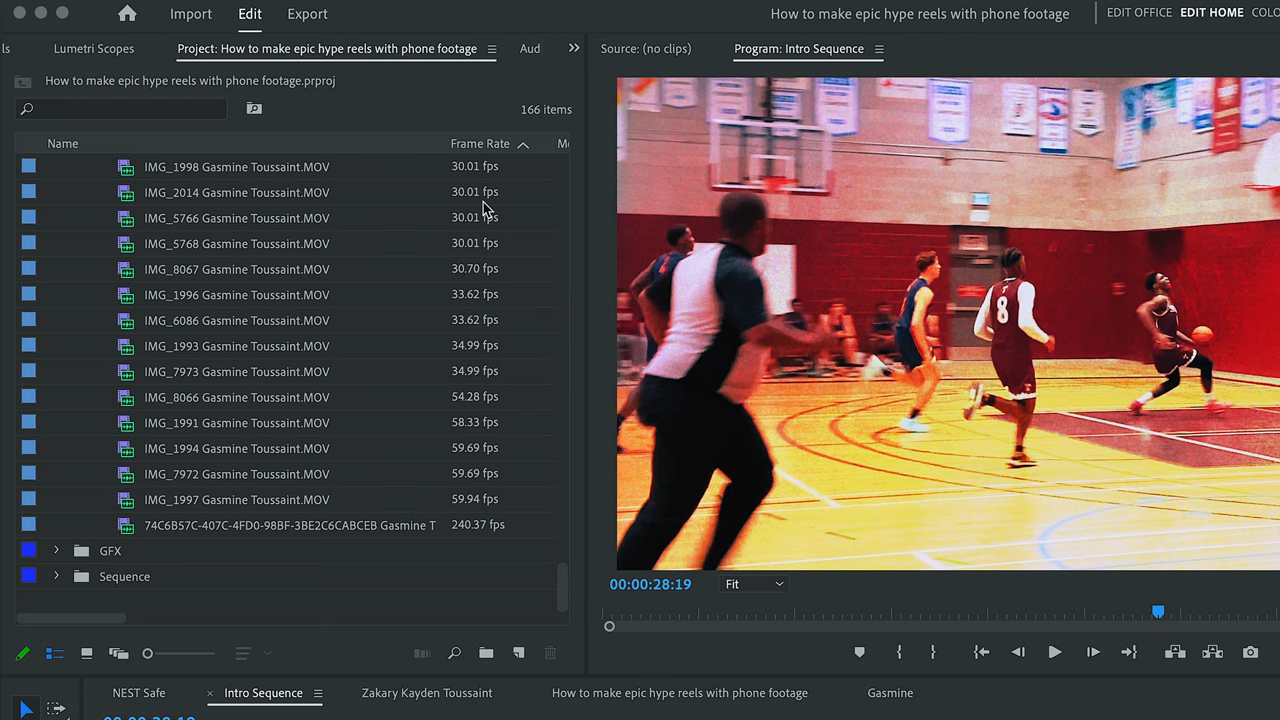 Import Edit Export How to make epic hype reels with phone footage EDIT OFFICE EDIT HOME COLO
ls Lumetri Scopes Project: How to make epic hype reels with phone footage Aud Source: (no clips) Program: Intro Sequence
How to make epic hype reels with phone footage.prproj
166 items
Name Frame Rate Me
IMG_1998 Gasmine Toussaint.MOV 30.01 fps
IMG_2014 Gasmine Toussaint.MOV 30.01 fps
IMG_5766 Gasmine Toussaint.MOV 30.01 fps
IMG_5768 Gasmine Toussaint.MOV 30.01 fps
IMG_8067 Gasmine Toussaint.MOV 30.70 fps
IMG_1996 Gasmine Toussaint.MOV 33.62 fps
IMG_6086 Gasmine Toussaint.MOV 33.62 fps
IMG_1993 Gasmine Toussaint.MOV 34.99 fps
IMG_7973 Gasmine Toussaint.MOV 34.99 fps
IMG_8066 Gasmine Toussaint.MOV 54.28 fps
IMG_1991 Gasmine Toussaint.MOV 58.33 fps
IMG_1994 Gasmine Toussaint.MOV 59.69 fps
IMG_7972 Gasmine Toussaint.MOV 59.69 fps
IMG_1997 Gasmine Toussaint.MOV 59.94 fps
74C6B57C-407C-4FD0-98BF-3BE2C6CABCEB Gasmine T 240.37 fps
GFX
Sequence
8
00:00:28:19 Fit
NEST Safe × Intro Sequence Zakary Kayden Toussaint How to make epic hype reels with phone footage Gasmine
00:00:28:19